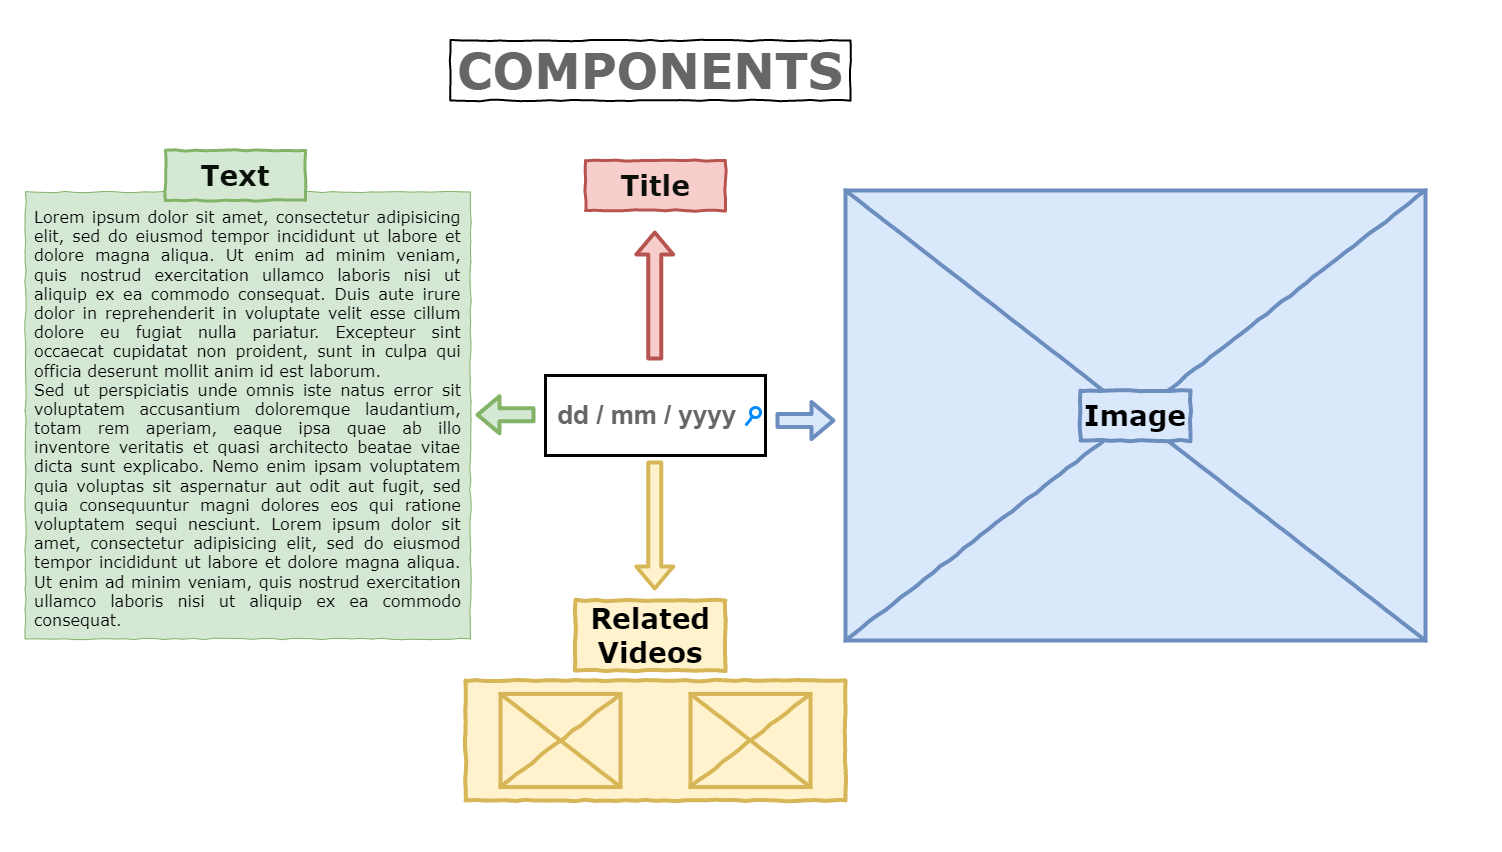 COMPONENTS
Text
Lorem ipsum dolor sit amet, consectetur adipisicing
elit, sed do eiusmod tempor incididunt ut labore et
dolore magna aliqua. Ut enim ad minim veniam,
quis nostrud exercitation ullamco laboris nisi ut
aliquip ex ea commodo consequat. Duis aute irure
dolor in reprehenderit in voluptate velit esse cillum
dolore eu fugiat nulla pariatur. Excepteur sint
occaecat cupidatat non proident, sunt in culpa qui
officia deserunt mollit anim id est laborum.
Sed ut perspiciatis unde omnis iste natus error sit
voluptatem accusantium doloremque laudantium,
totam rem aperiam, eaque ipsa quae ab illo
inventore veritatis et quasi architecto beatae vitae
dicta sunt explicabo. Nemo enim ipsam voluptatem
quia voluptas sit aspernatur aut odit aut fugit, sed
quia consequuntur magni dolores eos qui ratione
voluptatem sequi nesciunt. Lorem ipsum dolor sit
amet, consectetur adipisicing elit, sed do eiusmod
tempor incididunt ut labore et dolore magna aliqua.
Ut enim ad minim veniam, quis nostrud exercitation
ullamco laboris nisi ut aliquip ex ea commodo
consequat.
Title
dd / mm / yyyy
Image
Related
Videos